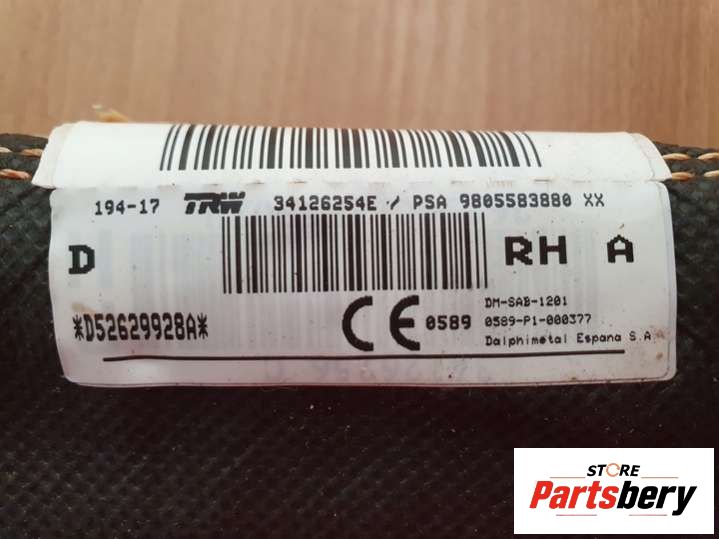 194-17 TRW 34126254E / PSA 9805583880 XX
D RH A
*D52629928A* CE 0589
DM-SAB-1201
0589-P1-000377
Dalphimetal Espana S.A
STORE
Partsbery